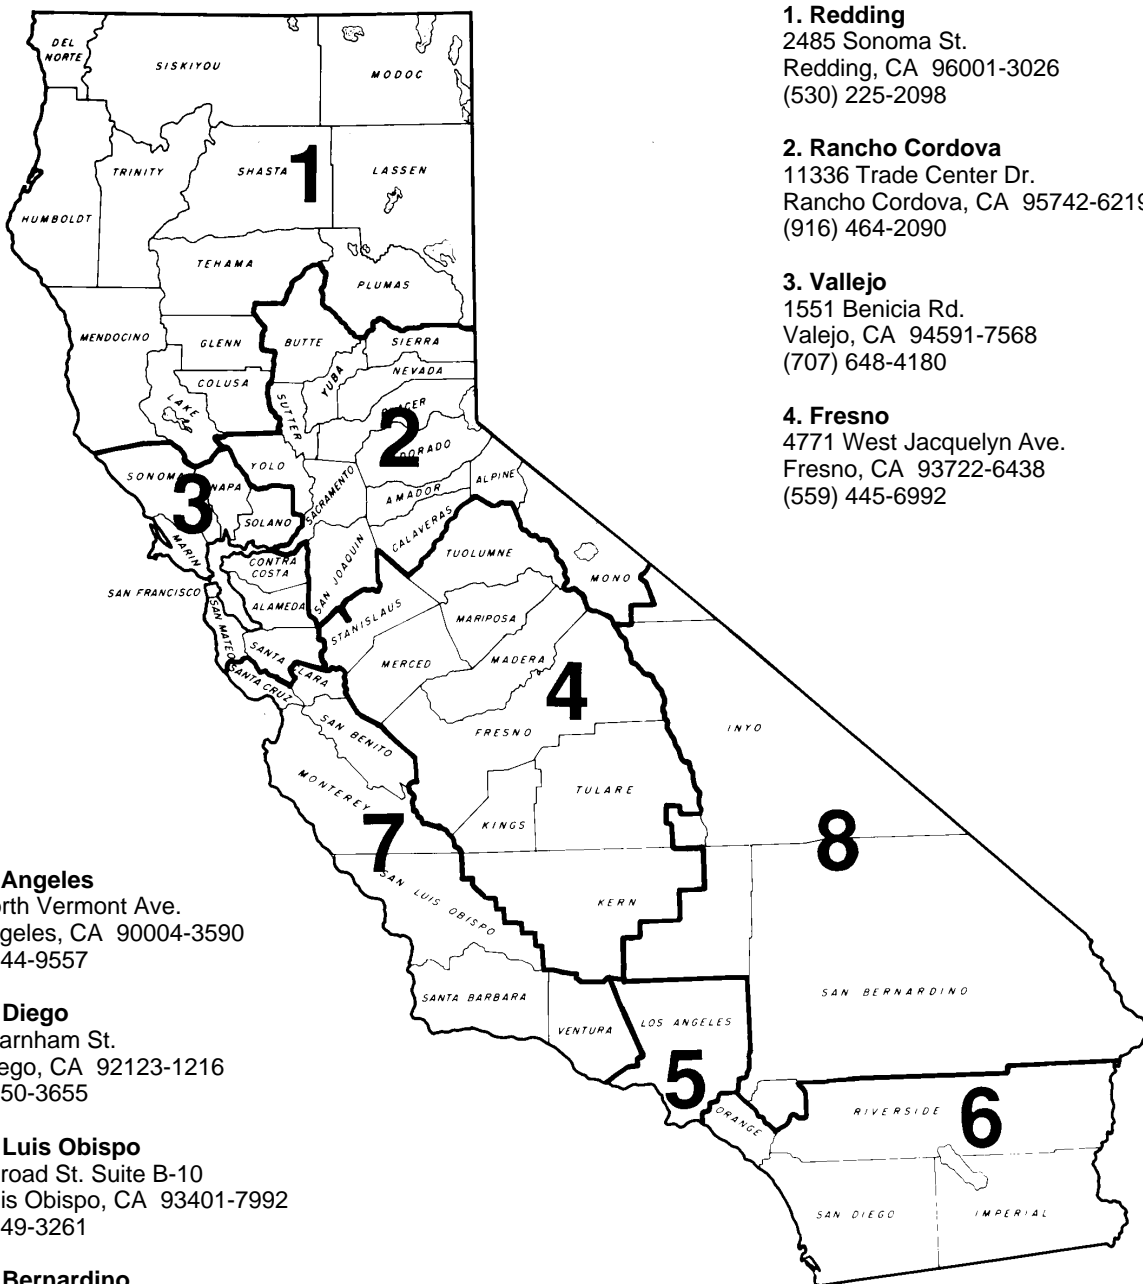 1. Redding
2485 Sonoma St.
Redding, CA 96001-3026
(530) 225-2098
2. Rancho Cordova
11336 Trade Center Dr.
Rancho Cordova, CA 95742-6219
(916) 464-2090
3. Vallejo
1551 Benicia Rd.
Valejo, CA 94591-7568
(707) 648-4180
4. Fresno
4771 West Jacquelyn Ave.
Fresno, CA 93722-6438
(559) 445-6992
DEL NORTE
SISKIYOU
MODOC
HUMBOLDT
TRINITY
SHASTA
1
LASSEN
TEHAMA
PLUMAS
MENDOCINO
GLENN
BUTTE
SIERRA
COLUSA
LAKE
SUTTER
YUBA
NEVADA
PLACER
2
DORADO
SONOMA
NAPA
3
YOLO
SOLANO
SACRAMENTO
AMADOR
ALPINE
CALAVERAS
MARIN
CONTRA COSTA
SAN JOAQUIN
TUOLUMNE
MONO
SAN FRANCISCO
ALAMEDA
SAN MATEO
STANISLAUS
MARIPOSA
SANTA CLARA
MERCED
MADERA
4
SANTA CRUZ
SAN BENITO
FRESNO
INYO
MONTEREY
TULARE
KINGS
7
8
SAN LUIS OBISPO
KERN
SANTA BARBARA
VENTURA
LOS ANGELES
5
SAN BERNARDINO
ORANGE
RIVERSIDE
6
SAN DIEGO
IMPERIAL
Angeles
rth Vermont Ave.
geles, CA 90004-3590
44-9557
Diego
arnham St.
ego, CA 92123-1216
50-3655
Luis Obispo
road St. Suite B-10
is Obispo, CA 93401-7992
49-3261
Bernardino